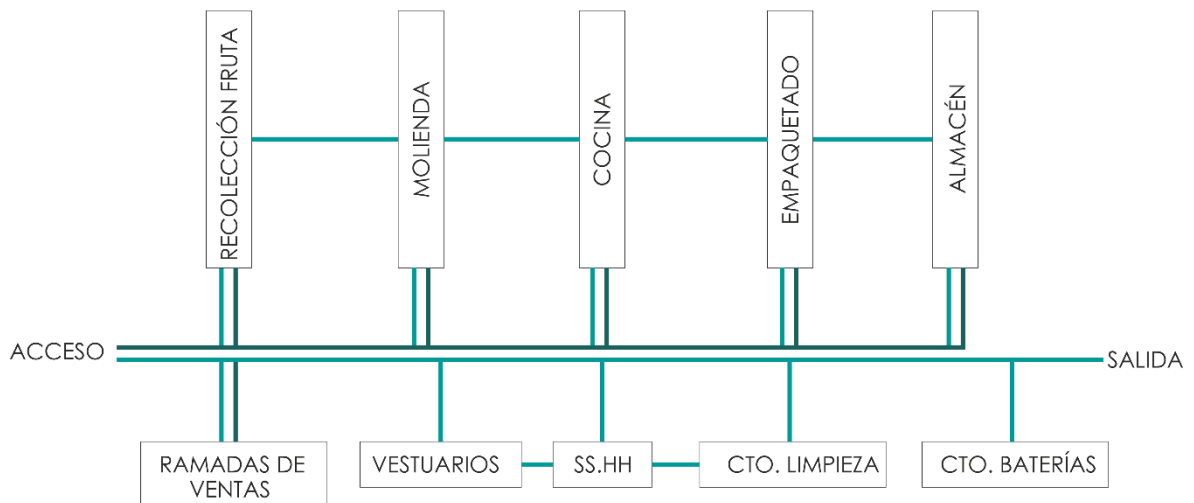 RECOLECCIÓN FRUTA
MOLIENDA
COCINA
EMPAQUETADO
ALMACÉN
ACCESO
SALIDA
RAMADAS DE
VENTAS
VESTUARIOS
SS.HH
CTO. LIMPIEZA
CTO. BATERÍAS